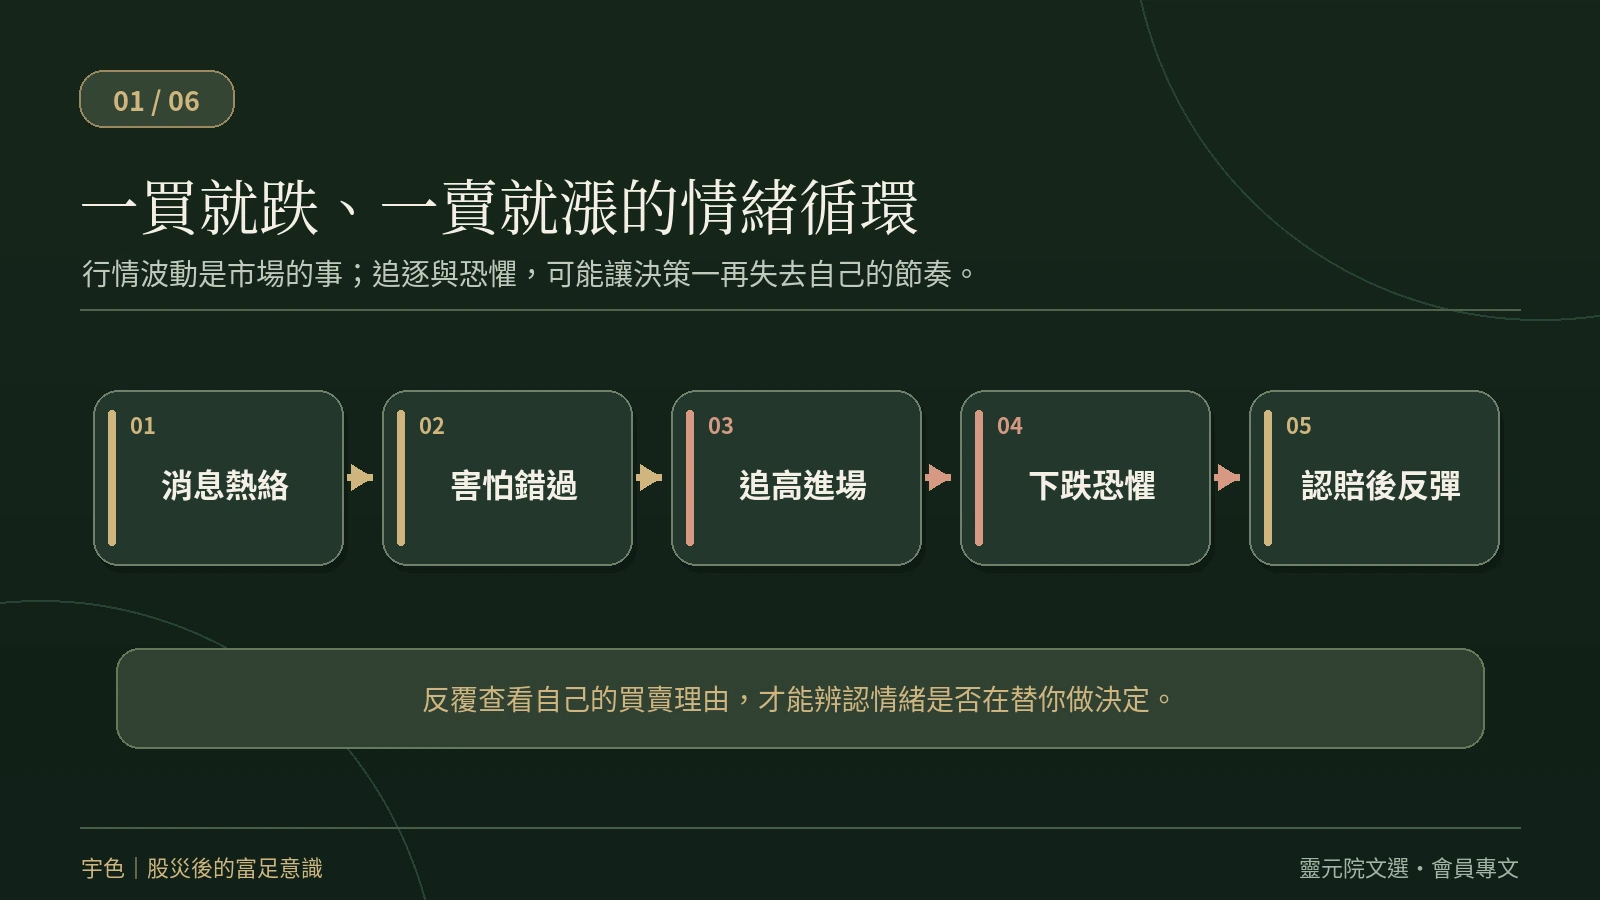 01 / 06
一買就跌、一賣就漲的情緒循環
行情波動是市場的事；追逐與恐懼，可能讓決策一再失去自己的節奏。
01
消息熱絡
02
害怕錯過
03
追高進場
04
下跌恐懼
05
認賠後反彈
反覆查看自己的買賣理由，才能辨認情緒是否在替你做決定。
宇色｜股災後的富足意識
靈元院文選・會員專文